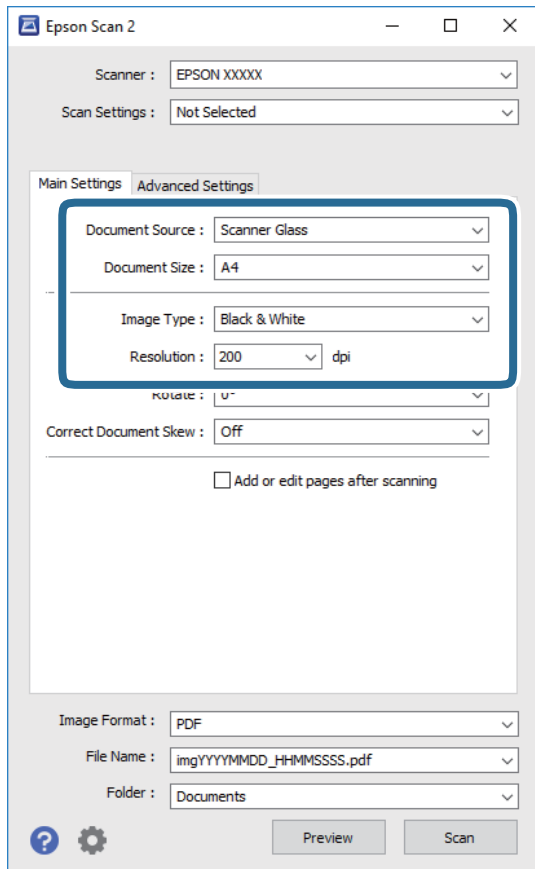 Epson Scan 2
Scanner : EPSON XXXXX
Scan Settings : Not Selected
Main Settings Advanced Settings
Document Source : Scanner Glass
Document Size : A4
Image Type : Black & White
Resolution : 200 dpi
Rotate : 0°
Correct Document Skew : Off
Add or edit pages after scanning
Image Format : PDF
File Name : imgYYYYMMDD_HHMMSSSS.pdf
Folder : Documents
? Preview Scan